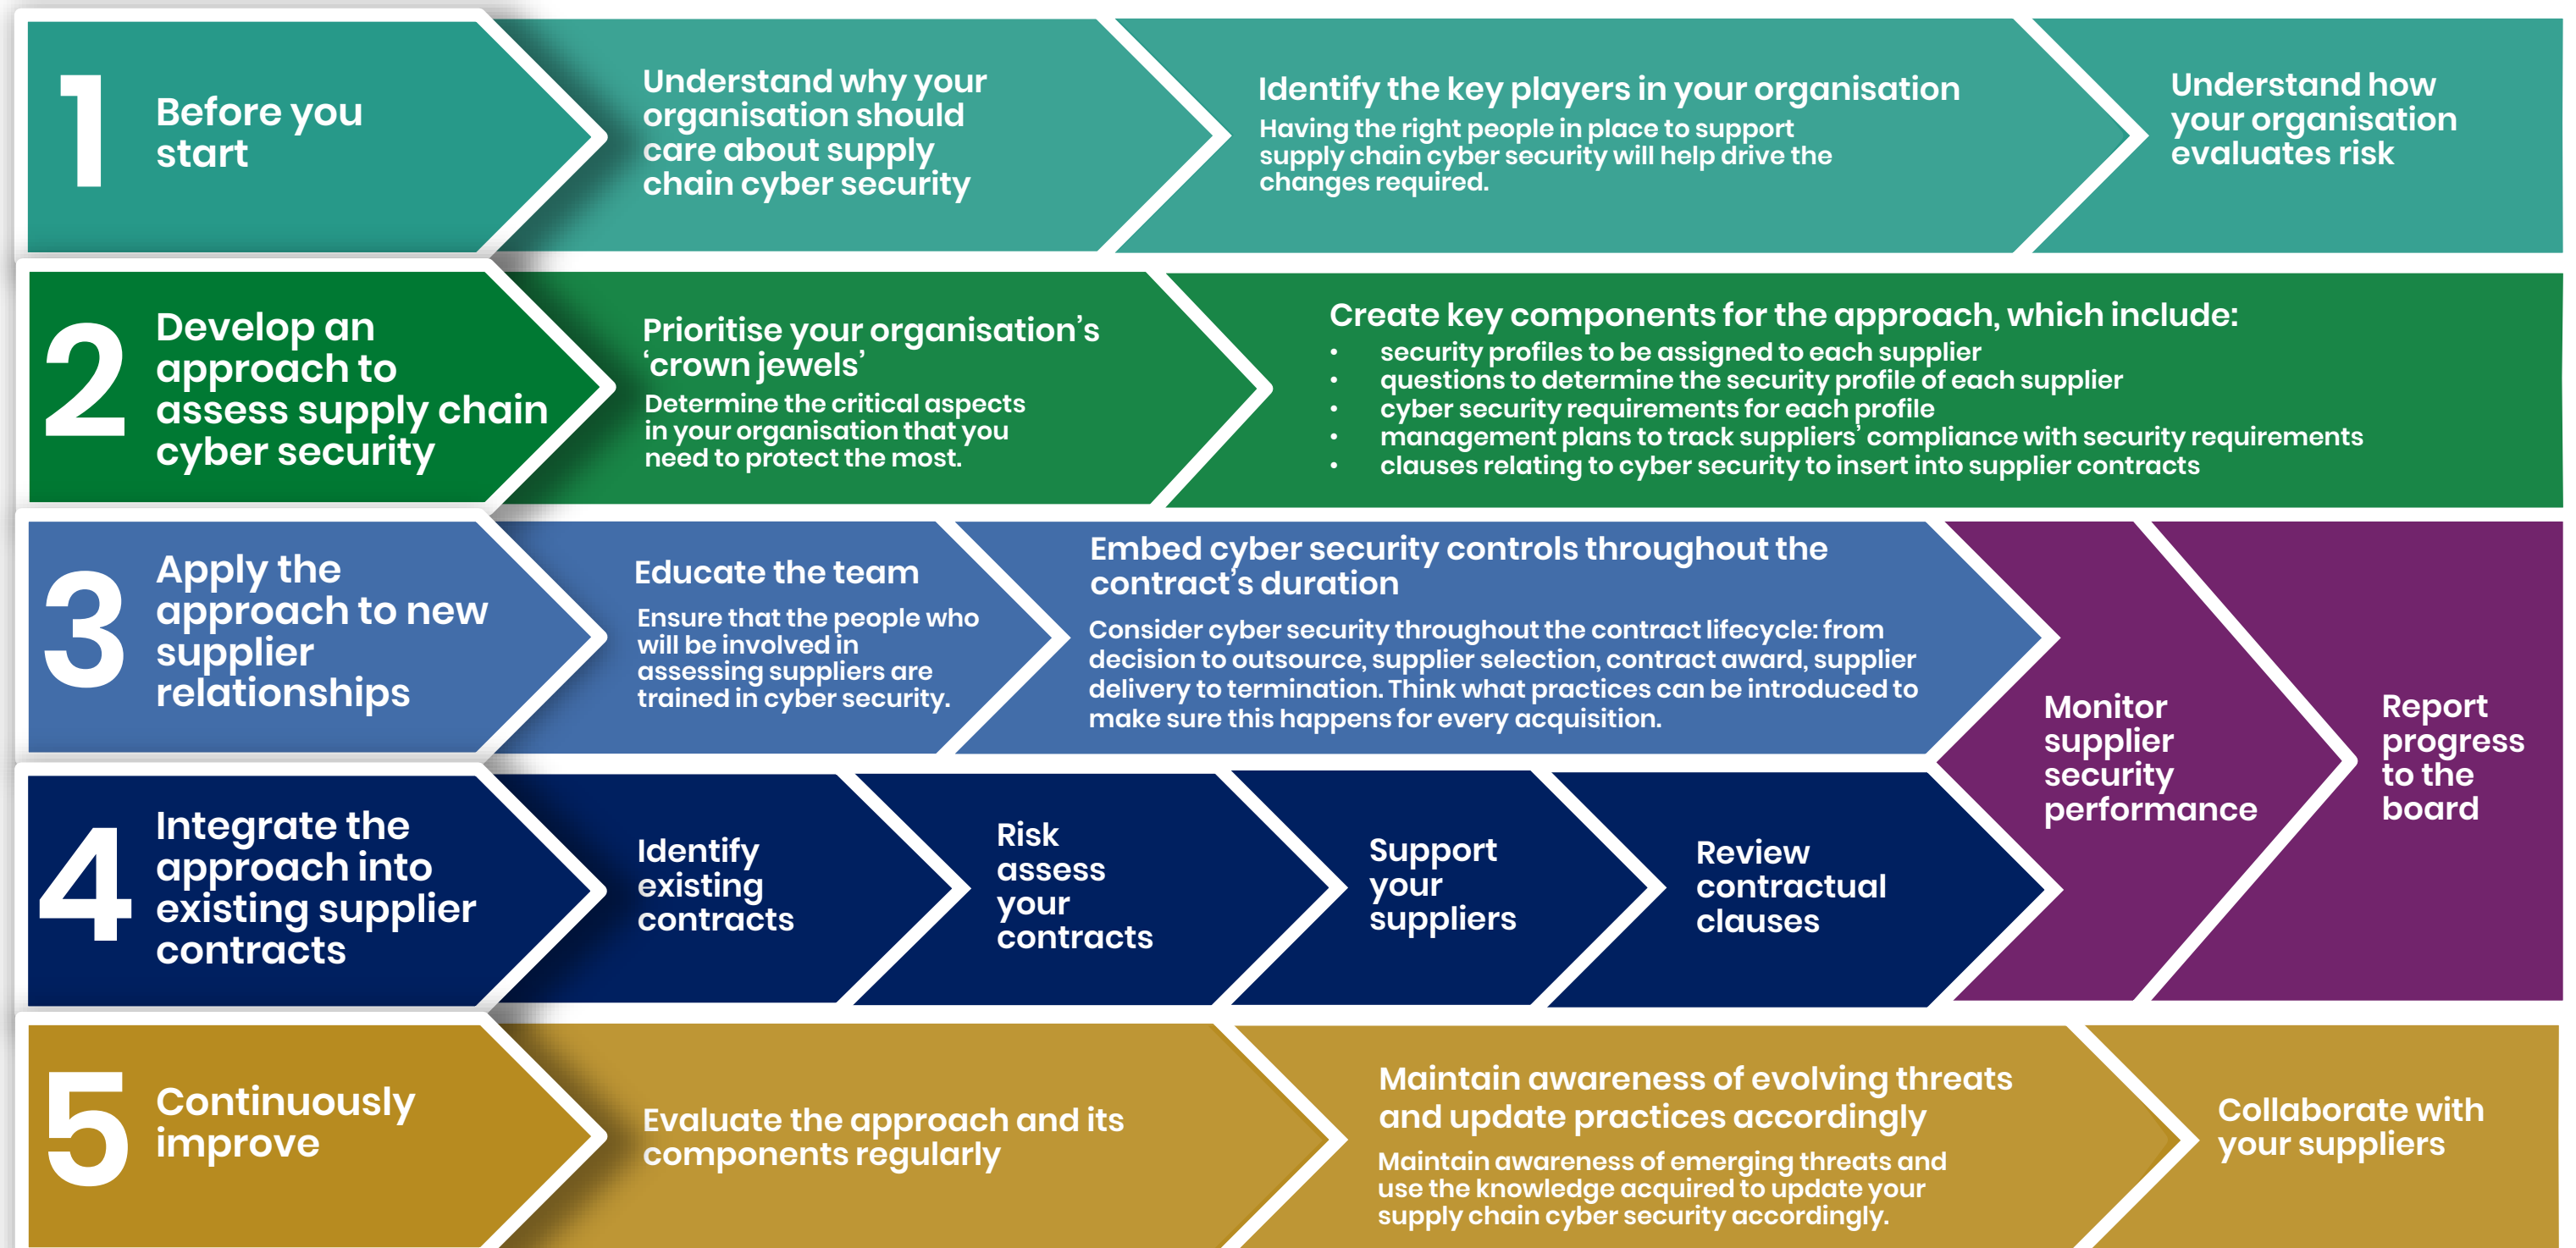 1
Before you
start
Understand why your
organisation should
care about supply
chain cyber security
Identify the key players in your organisation
Having the right people in place to support
supply chain cyber security will help drive the
changes required.
Understand how
your organisation
evaluates risk
2
Develop an
approach to
assess supply chain
cyber security
Prioritise your organisation's
‘crown jewels’
Determine the critical aspects
in your organisation that you
need to protect the most.
Create key components for the approach, which include:
• security profiles to be assigned to each supplier
• questions to determine the security profile of each supplier
• cyber security requirements for each profile
• management plans to track suppliers’ compliance with security requirements
• clauses relating to cyber security to insert into supplier contracts
3
Apply the
approach to new
supplier
relationships
Educate the team
Ensure that the people who
will be involved in
assessing suppliers are
trained in cyber security.
Embed cyber security controls throughout the
contract’s duration
Consider cyber security throughout the contract lifecycle: from
decision to outsource, supplier selection, contract award, supplier
delivery to termination. Think what practices can be introduced to
make sure this happens for every acquisition.
4
Integrate the
approach into
existing supplier
contracts
Identify
existing
contracts
Risk
assess
your
contracts
Support
your
suppliers
Review
contractual
clauses
Monitor
supplier
security
performance
Report
progress
to the
board
5
Continuously
improve
Evaluate the approach and its
components regularly
Maintain awareness of evolving threats
and update practices accordingly
Maintain awareness of emerging threats and
use the knowledge acquired to update your
supply chain cyber security accordingly.
Collaborate with
your suppliers